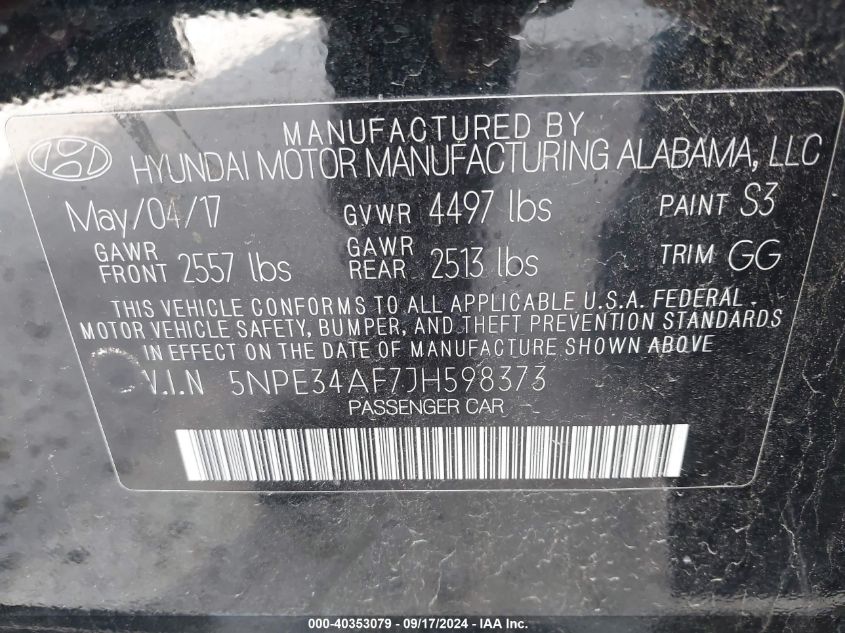 MANUFACTURED BY
HYUNDAI MOTOR MANUFACTURING ALABAMA, LLC
May/04/17 GVWR 4497 lbs PAINT S3
GAWR FRONT 2557 lbs GAWR REAR 2513 lbs TRIM GG
THIS VEHICLE CONFORMS TO ALL APPLICABLE U.S.A. FEDERAL
MOTOR VEHICLE SAFETY, BUMPER, AND THEFT PREVENTION STANDARDS
IN EFFECT ON THE DATE OF MANUFACTURE SHOWN ABOVE
V.I.N 5NPE34AF7JH598373
PASSENGER CAR
000-40353079 - 09/17/2024 - IAA Inc.